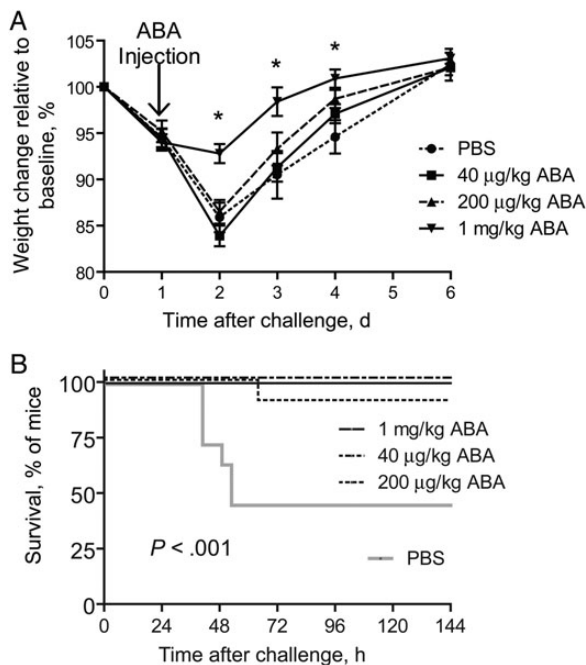 A
ABA
Injection
Weight change relative to
baseline, %
105
100
95
90
85
80
*
*
*
PBS
40 μg/kg ABA
200 μg/kg ABA
1 mg/kg ABA
0 1 2 3 4 6
Time after challenge, d
B
Survival, % of mice
100
75
50
25
0
1 mg/kg ABA
40 μg/kg ABA
200 μg/kg ABA
P < .001
PBS
0 24 48 72 96 120 144
Time after challenge, h